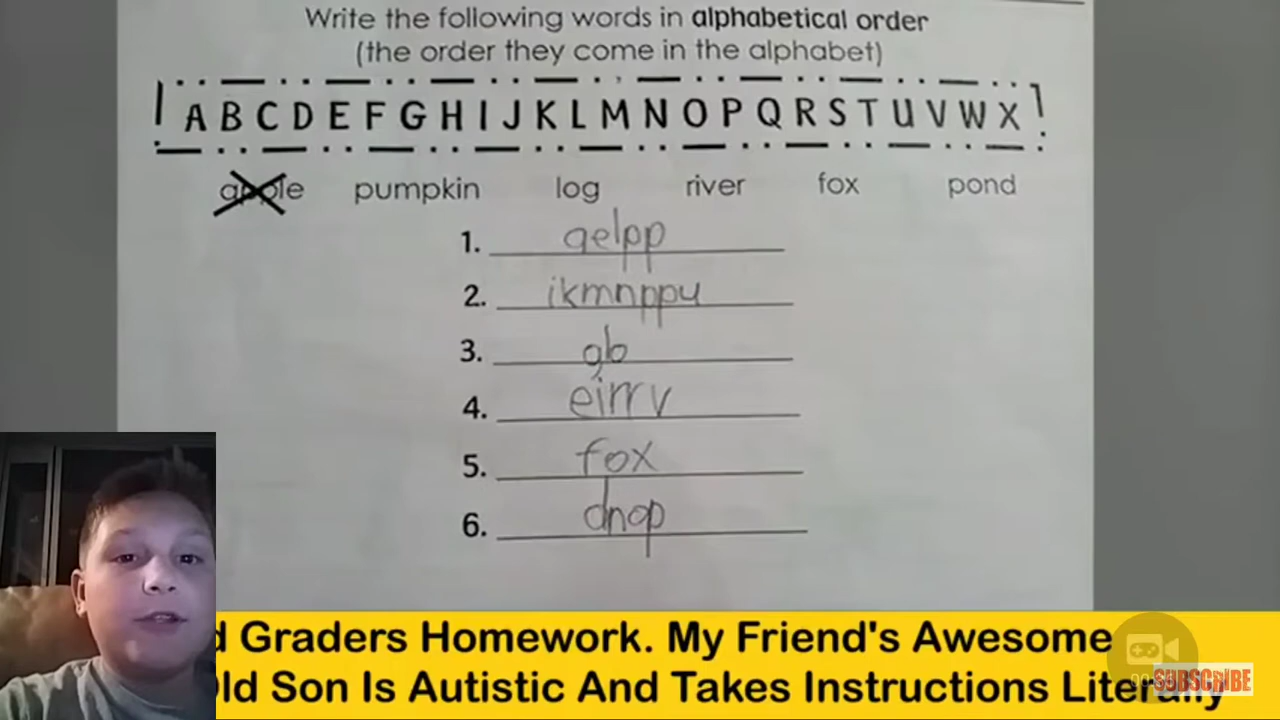 Write the following words in alphabetical order
(the order they come in the alphabet)
A B C D E F G H I J K L M N O P Q R S T U V W X
apple pumpkin log river fox pond
1. aelpp
2. ikmnppu
3. glo
4. eirrv
5. fox
6. dnop
d Graders Homework. My Friend's Awesome
Old Son Is Autistic And Takes Instructions Literally
SUBSCRIBE